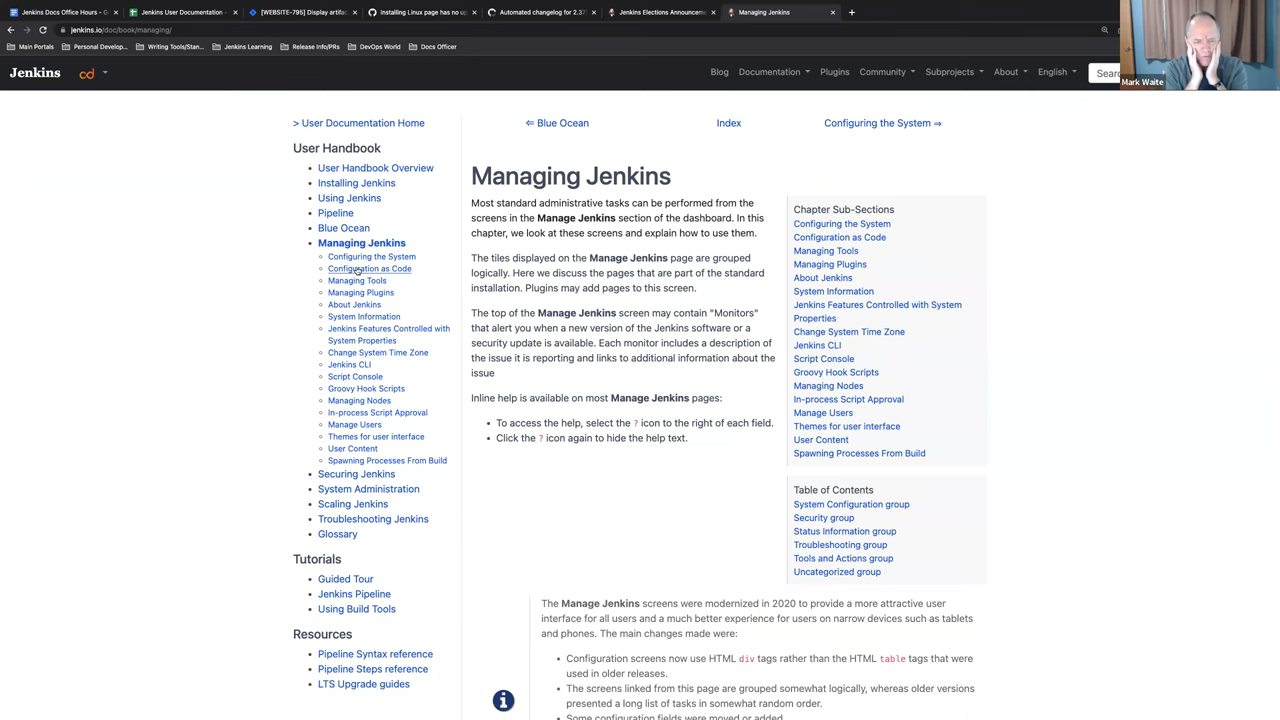 Jenkins Docs Office Hours - G
Jenkins User Documentation -
[WEBSITE-795] Display artifac
Installing Linux page has no up
Automated changelog for 2.37
Jenkins Elections Announcem
Managing Jenkins
jenkins.io/doc/book/managing/
Main Portals
Personal Develop...
Writing Tools/Stan...
Jenkins Learning
Release Info/PRs
DevOps World
Docs Officer
Mark Waite
Jenkins
cd
Blog
Documentation
Plugins
Community
Subprojects
About
English
Searc
> User Documentation Home
User Handbook
User Handbook Overview
Installing Jenkins
Using Jenkins
Pipeline
Blue Ocean
Managing Jenkins
Configuring the System
Configuration as Code
Managing Tools
Managing Plugins
About Jenkins
System Information
Jenkins Features Controlled with
System Properties
Change System Time Zone
Jenkins CLI
Script Console
Groovy Hook Scripts
Managing Nodes
In-process Script Approval
Manage Users
Themes for user interface
User Content
Spawning Processes From Build
Securing Jenkins
System Administration
Scaling Jenkins
Troubleshooting Jenkins
Glossary
Tutorials
Guided Tour
Jenkins Pipeline
Using Build Tools
Resources
Pipeline Syntax reference
Pipeline Steps reference
LTS Upgrade guides
⇐ Blue Ocean
Index
Configuring the System ⇒
Managing Jenkins
Most standard administrative tasks can be performed from the
screens in the Manage Jenkins section of the dashboard. In this
chapter, we look at these screens and explain how to use them.
The tiles displayed on the Manage Jenkins page are grouped
logically. Here we discuss the pages that are part of the standard
installation. Plugins may add pages to this screen.
The top of the Manage Jenkins screen may contain "Monitors"
that alert you when a new version of the Jenkins software or a
security update is available. Each monitor includes a description of
the issue it is reporting and links to additional information about the
issue
Inline help is available on most Manage Jenkins pages:
To access the help, select the ? icon to the right of each field.
Click the ? icon again to hide the help text.
Chapter Sub-Sections
Configuring the System
Configuration as Code
Managing Tools
Managing Plugins
About Jenkins
System Information
Jenkins Features Controlled with System
Properties
Change System Time Zone
Jenkins CLI
Script Console
Groovy Hook Scripts
Managing Nodes
In-process Script Approval
Manage Users
Themes for user interface
User Content
Spawning Processes From Build
Table of Contents
System Configuration group
Security group
Status Information group
Troubleshooting group
Tools and Actions group
Uncategorized group
The Manage Jenkins screens were modernized in 2020 to provide a more attractive user
interface for all users and a much better experience for users on narrow devices such as tablets
and phones. The main changes made were:
Configuration screens now use HTML div tags rather than the HTML table tags that were
used in older releases.
The screens linked from this page are grouped somewhat logically, whereas older versions
presented a long list of tasks in somewhat random order.
Some configuration fields were moved or added